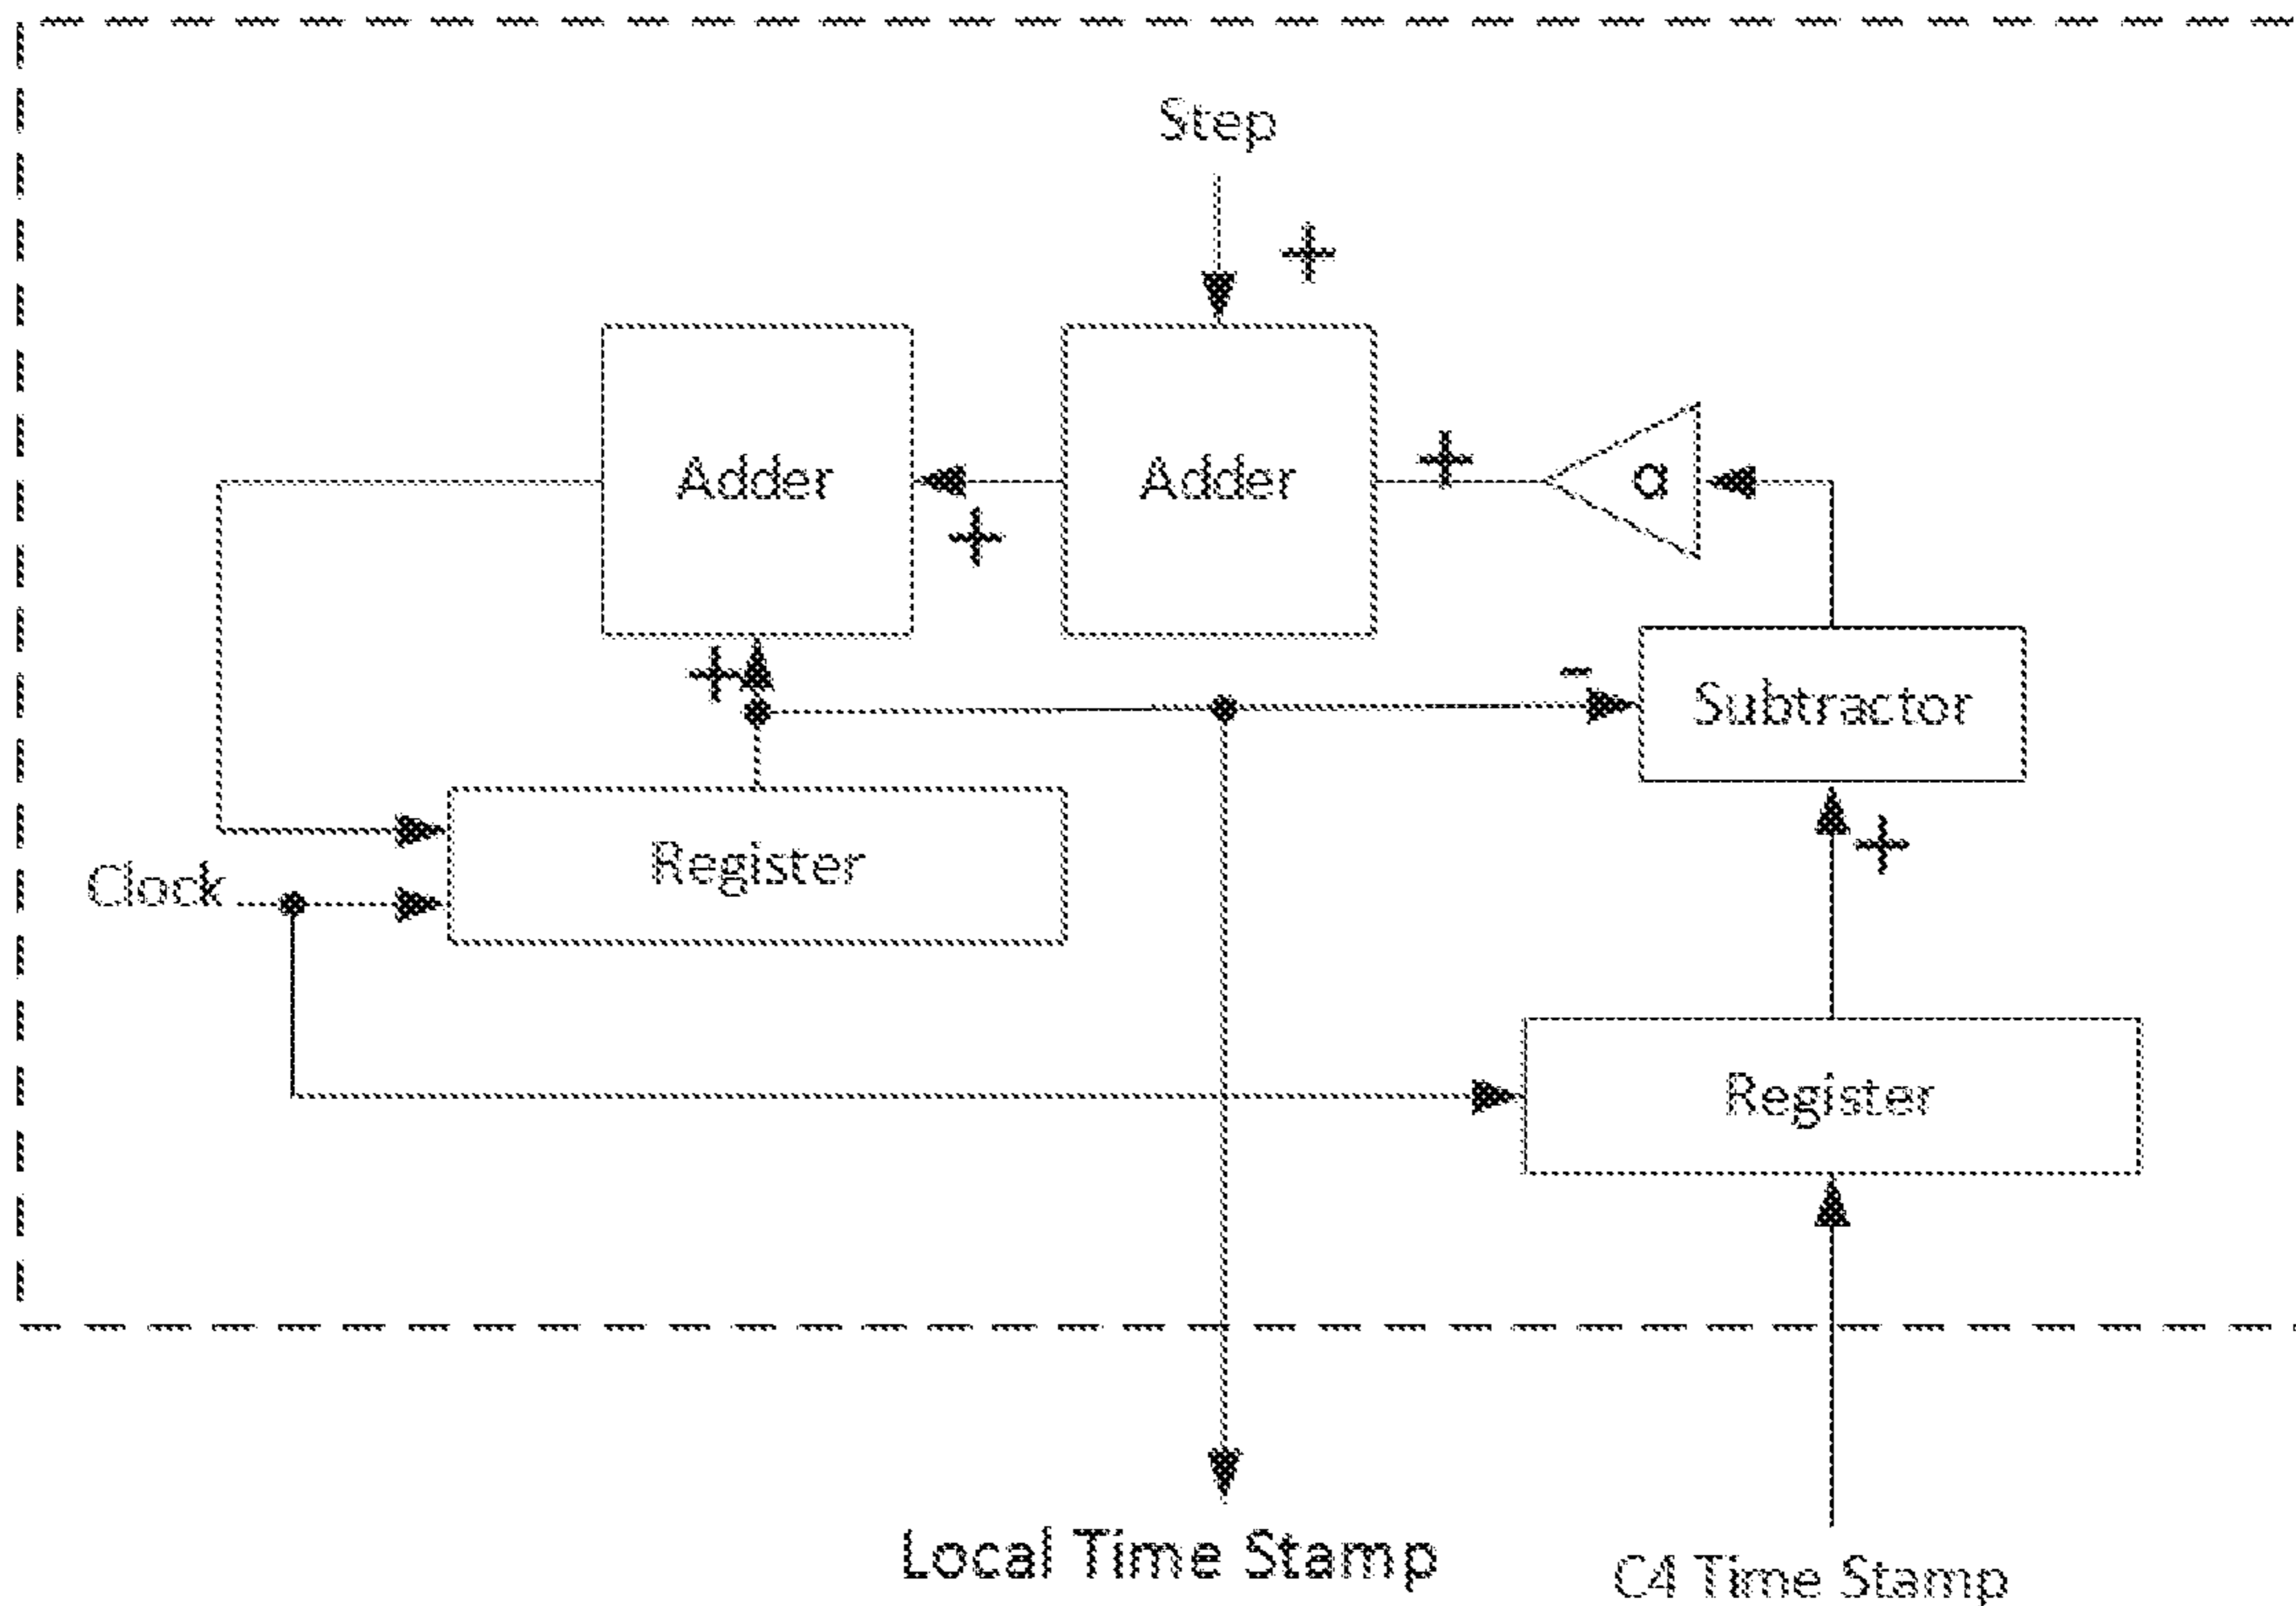 Step
+
Adder
Adder
+
α
+
+
-
Subtractor
Register
+
Clock
Register
Local Time Stamp
C4 Time Stamp